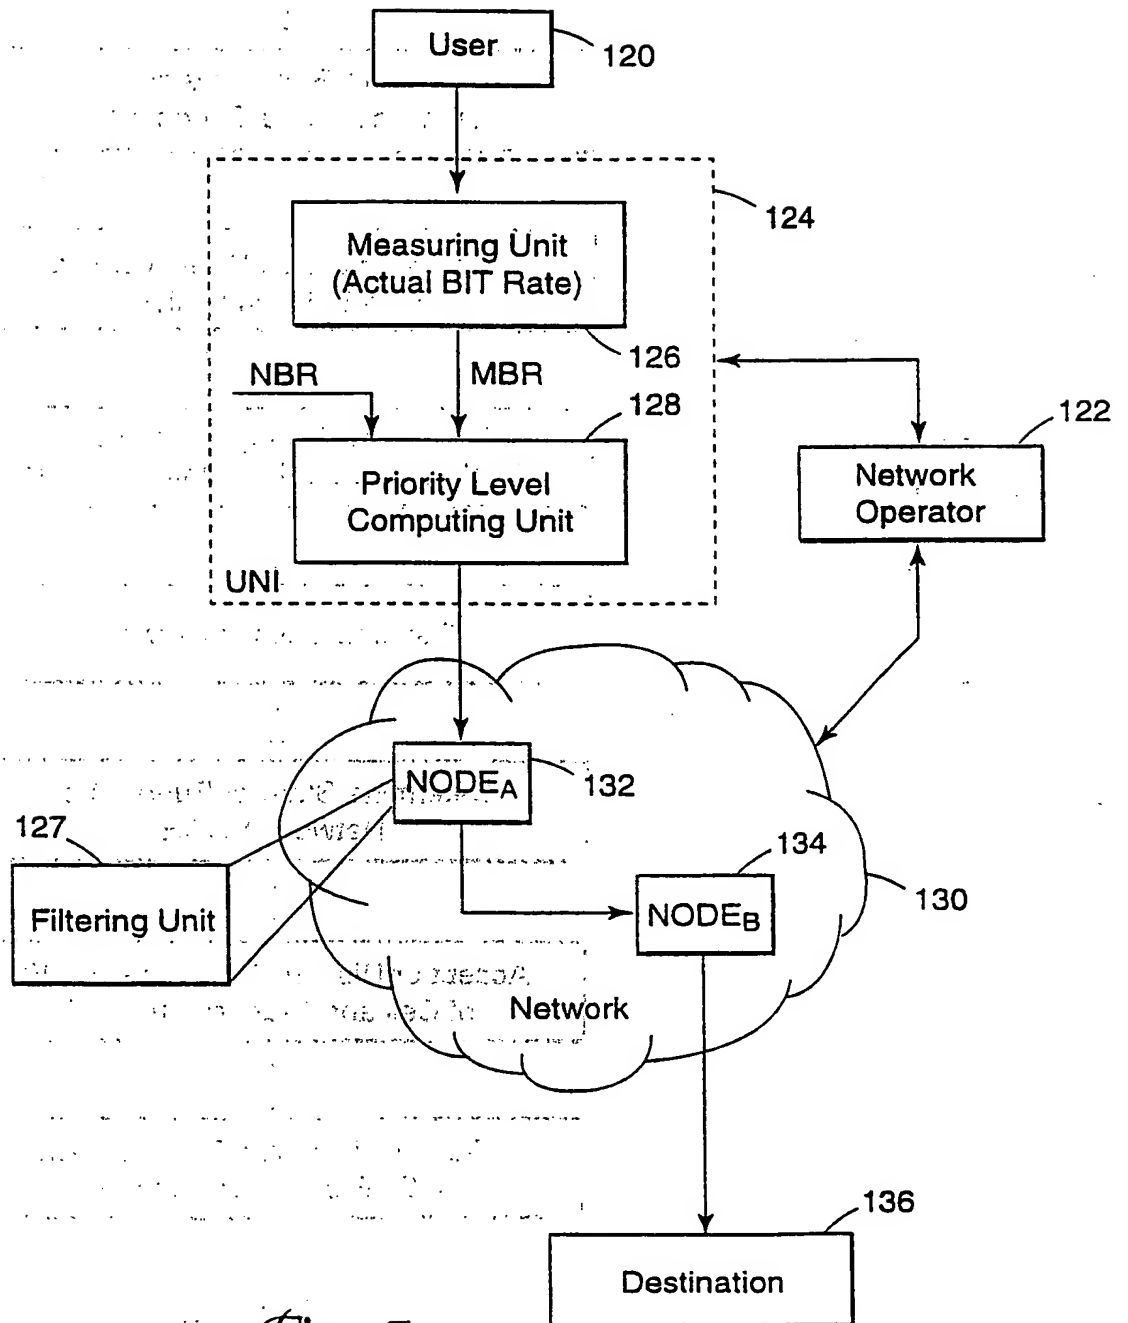 User
120
124
Measuring Unit
(Actual BIT Rate)
126
NBR
MBR
128
122
Priority Level
Computing Unit
Network
Operator
UNI
NODEA
132
127
134
Filtering Unit
NODEB
130
Network
136
Destination